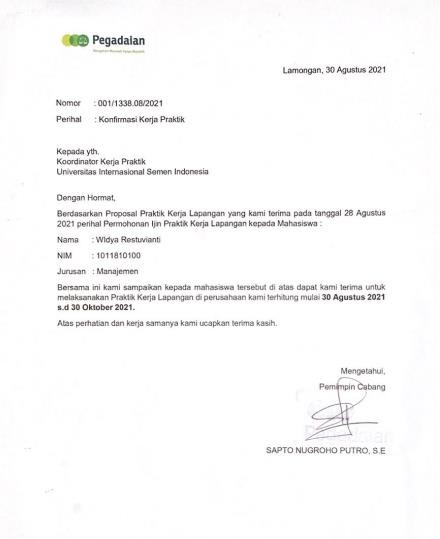 Pegadaian
Lamongan, 30 Agustus 2021
Nomor : 001/1338.08/2021
Perihal : Konfirmasi Kerja Praktik
Kepada yth.
Koordinator Kerja Praktik
Universitas Internasional Semen Indonesia
Dengan Hormat,
Berdasarkan Proposal Praktik Kerja Lapangan yang kami terima pada tanggal 28 Agustus
2021 perihal Permohonan Ijin Praktik Kerja Lapangan kepada Mahasiswa :
Nama : WIdya Restuvianti
NIM : 1011810100
Jurusan : Manajemen
Bersama ini kami sampaikan kepada mahasiswa tersebut di atas dapat kami terima untuk
melaksanakan Praktik Kerja Lapangan di perusahaan kami terhitung mulai 30 Agustus 2021
s.d 30 Oktober 2021.
Atas perhatian dan kerja samanya kami ucapkan terima kasih.
Mengetahui,
Pemimpin Cabang
Pegadaian
SAPTO NUGROHO PUTRO, S.E